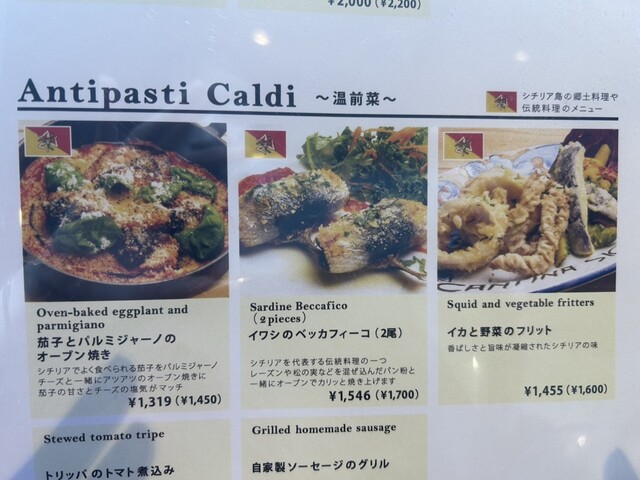 ¥2,000 (¥2,200)
Antipasti Caldi ～温前菜～
シチリア島の郷土料理や
伝統料理のメニュー
Oven-baked eggplant and
parmigiano
茄子とパルミジャーノの
オーブン焼き
シチリアでよく食べられる茄子をパルミジャーノ
チーズと一緒にアツアツのオーブン焼きに
茄子の甘さとチーズの塩気がマッチ
¥1,319 (¥1,450)
Sardine Beccafico
(2pieces)
イワシのベッカフィーコ (2尾)
シチリアを代表する伝統料理の一つ
レーズンや松の実などを混ぜ込んだパン粉と
一緒にオーブンでカリッと焼き上げます
¥1,546 (¥1,700)
Squid and vegetable fritters
イカと野菜のフリット
香ばしさと旨味が凝縮されたシチリアの味
¥1,455 (¥1,600)
Stewed tomato tripe
トリッパのトマト煮込み
Grilled homemade sausage
自家製ソーセージのグリル